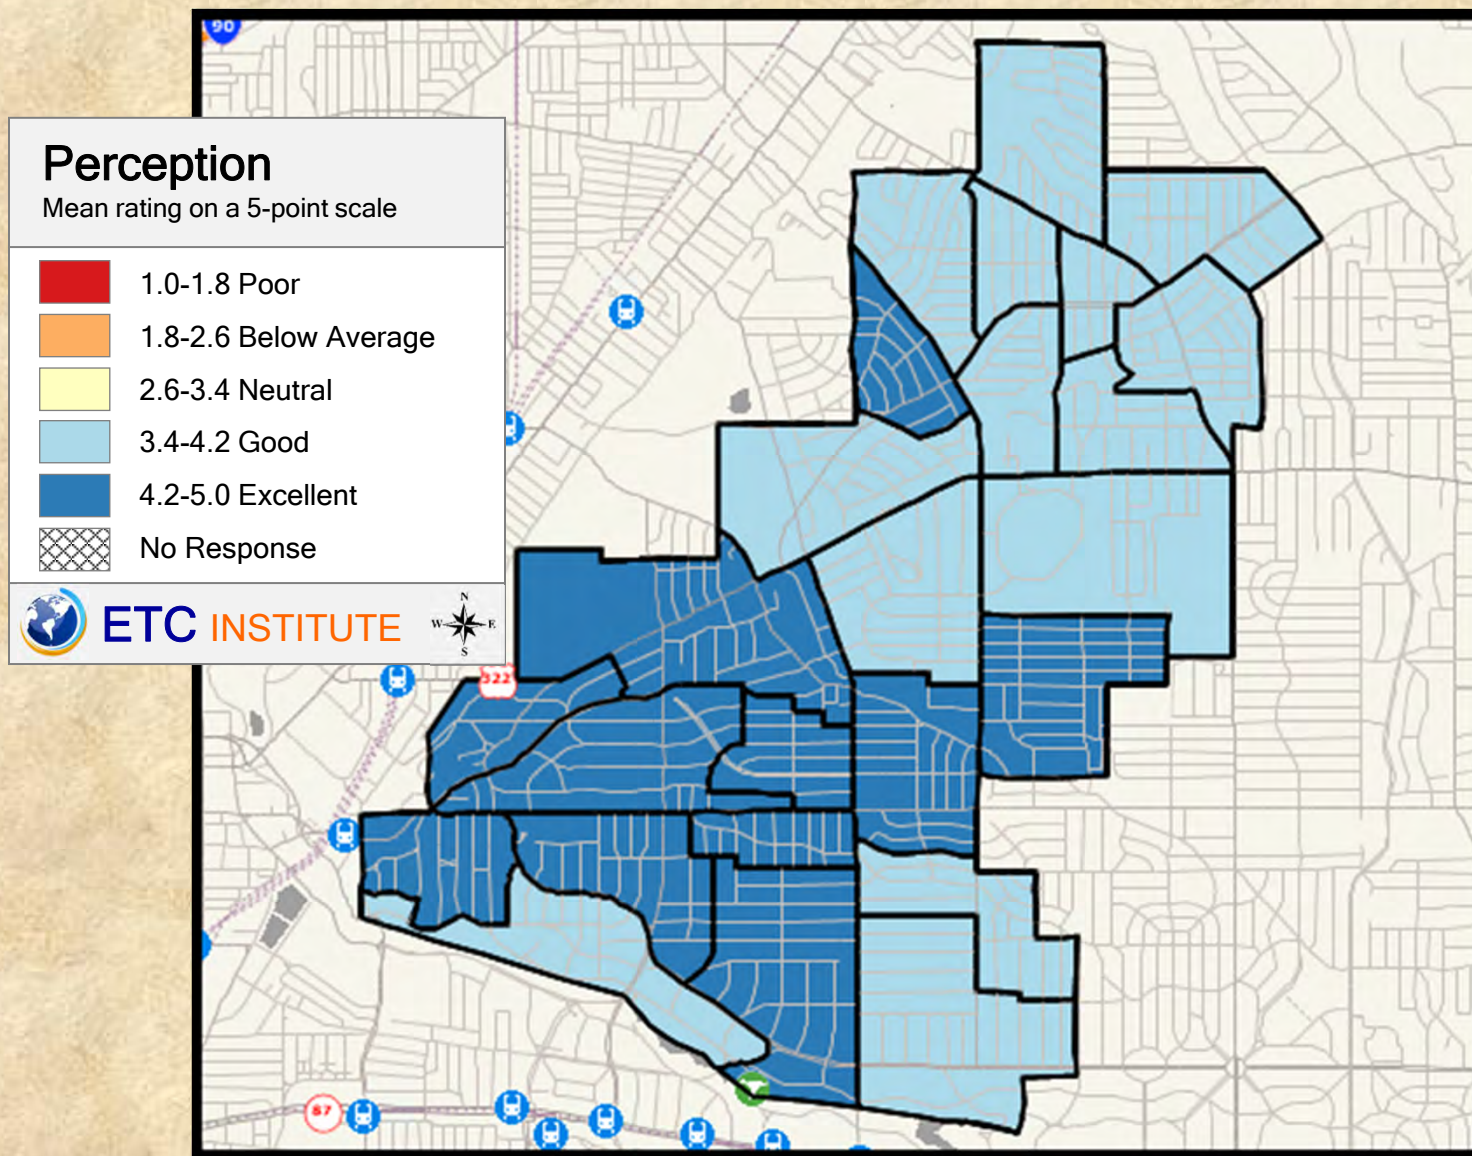 90
Perception
Mean rating on a 5-point scale
1.0-1.8 Poor
1.8-2.6 Below Average
2.6-3.4 Neutral
3.4-4.2 Good
4.2-5.0 Excellent
No Response
ETC INSTITUTE
N
W E
S
322
87